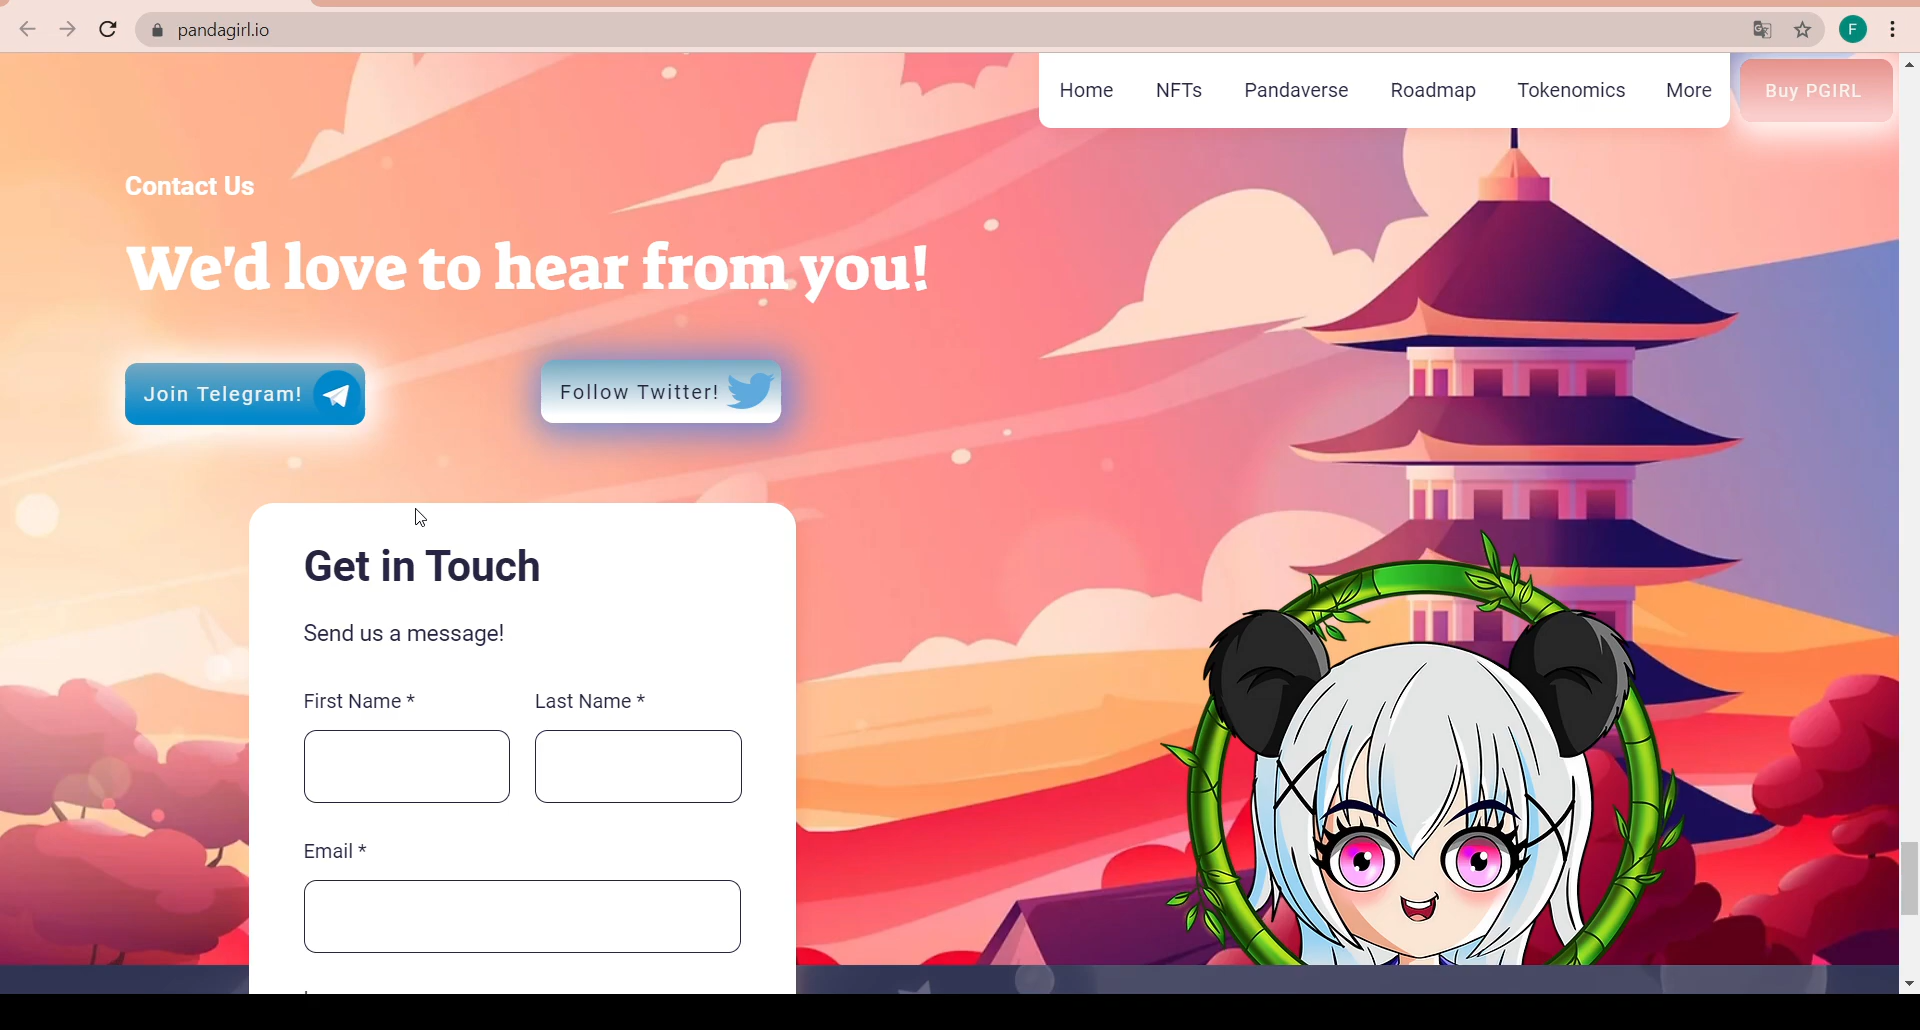 pandagirl.io
F
Home NFTs Pandaverse Roadmap Tokenomics More Buy PGIRL
Contact Us
We'd love to hear from you!
Join Telegram! Follow Twitter!
Get in Touch
Send us a message!
First Name * Last Name *
Email *